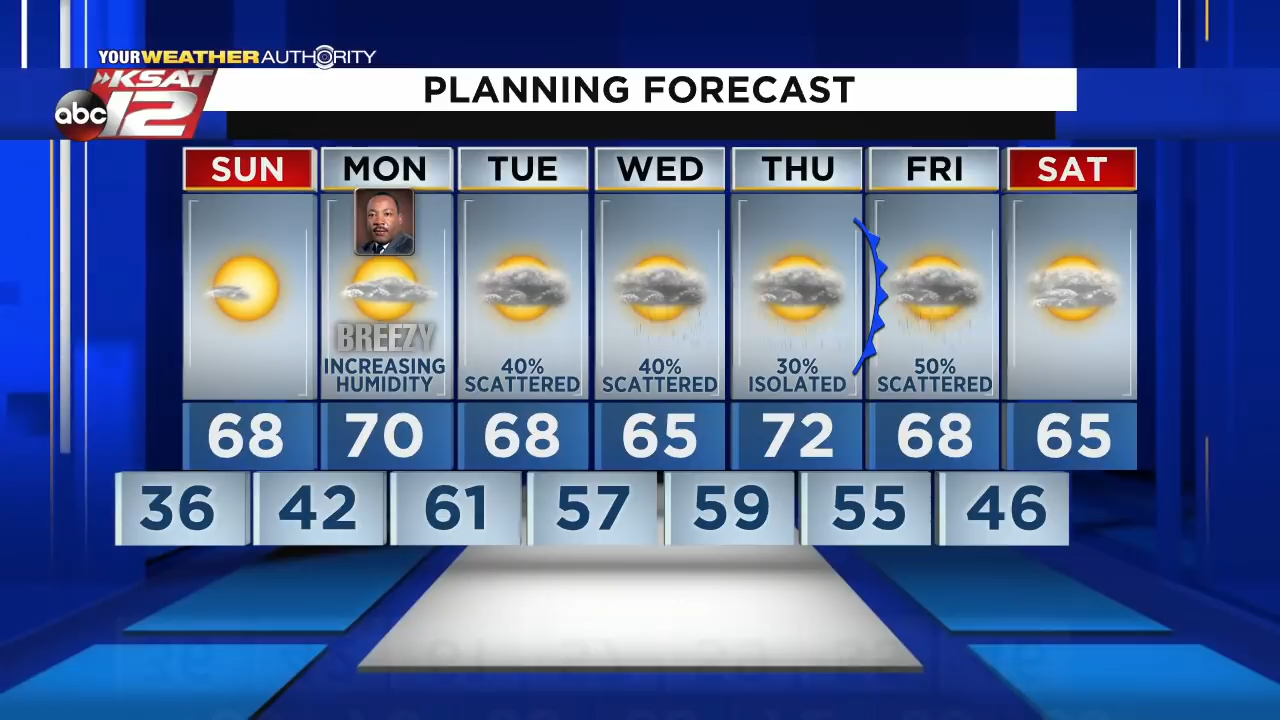 YOURWEATHERAUTHORITY
KSAT
abc 12
PLANNING FORECAST
SUN MON TUE WED THU FRI SAT
BREEZY
INCREASING HUMIDITY
40% SCATTERED
40% SCATTERED
30% ISOLATED
50% SCATTERED
68 70 68 65 72 68 65
36 42 61 57 59 55 46